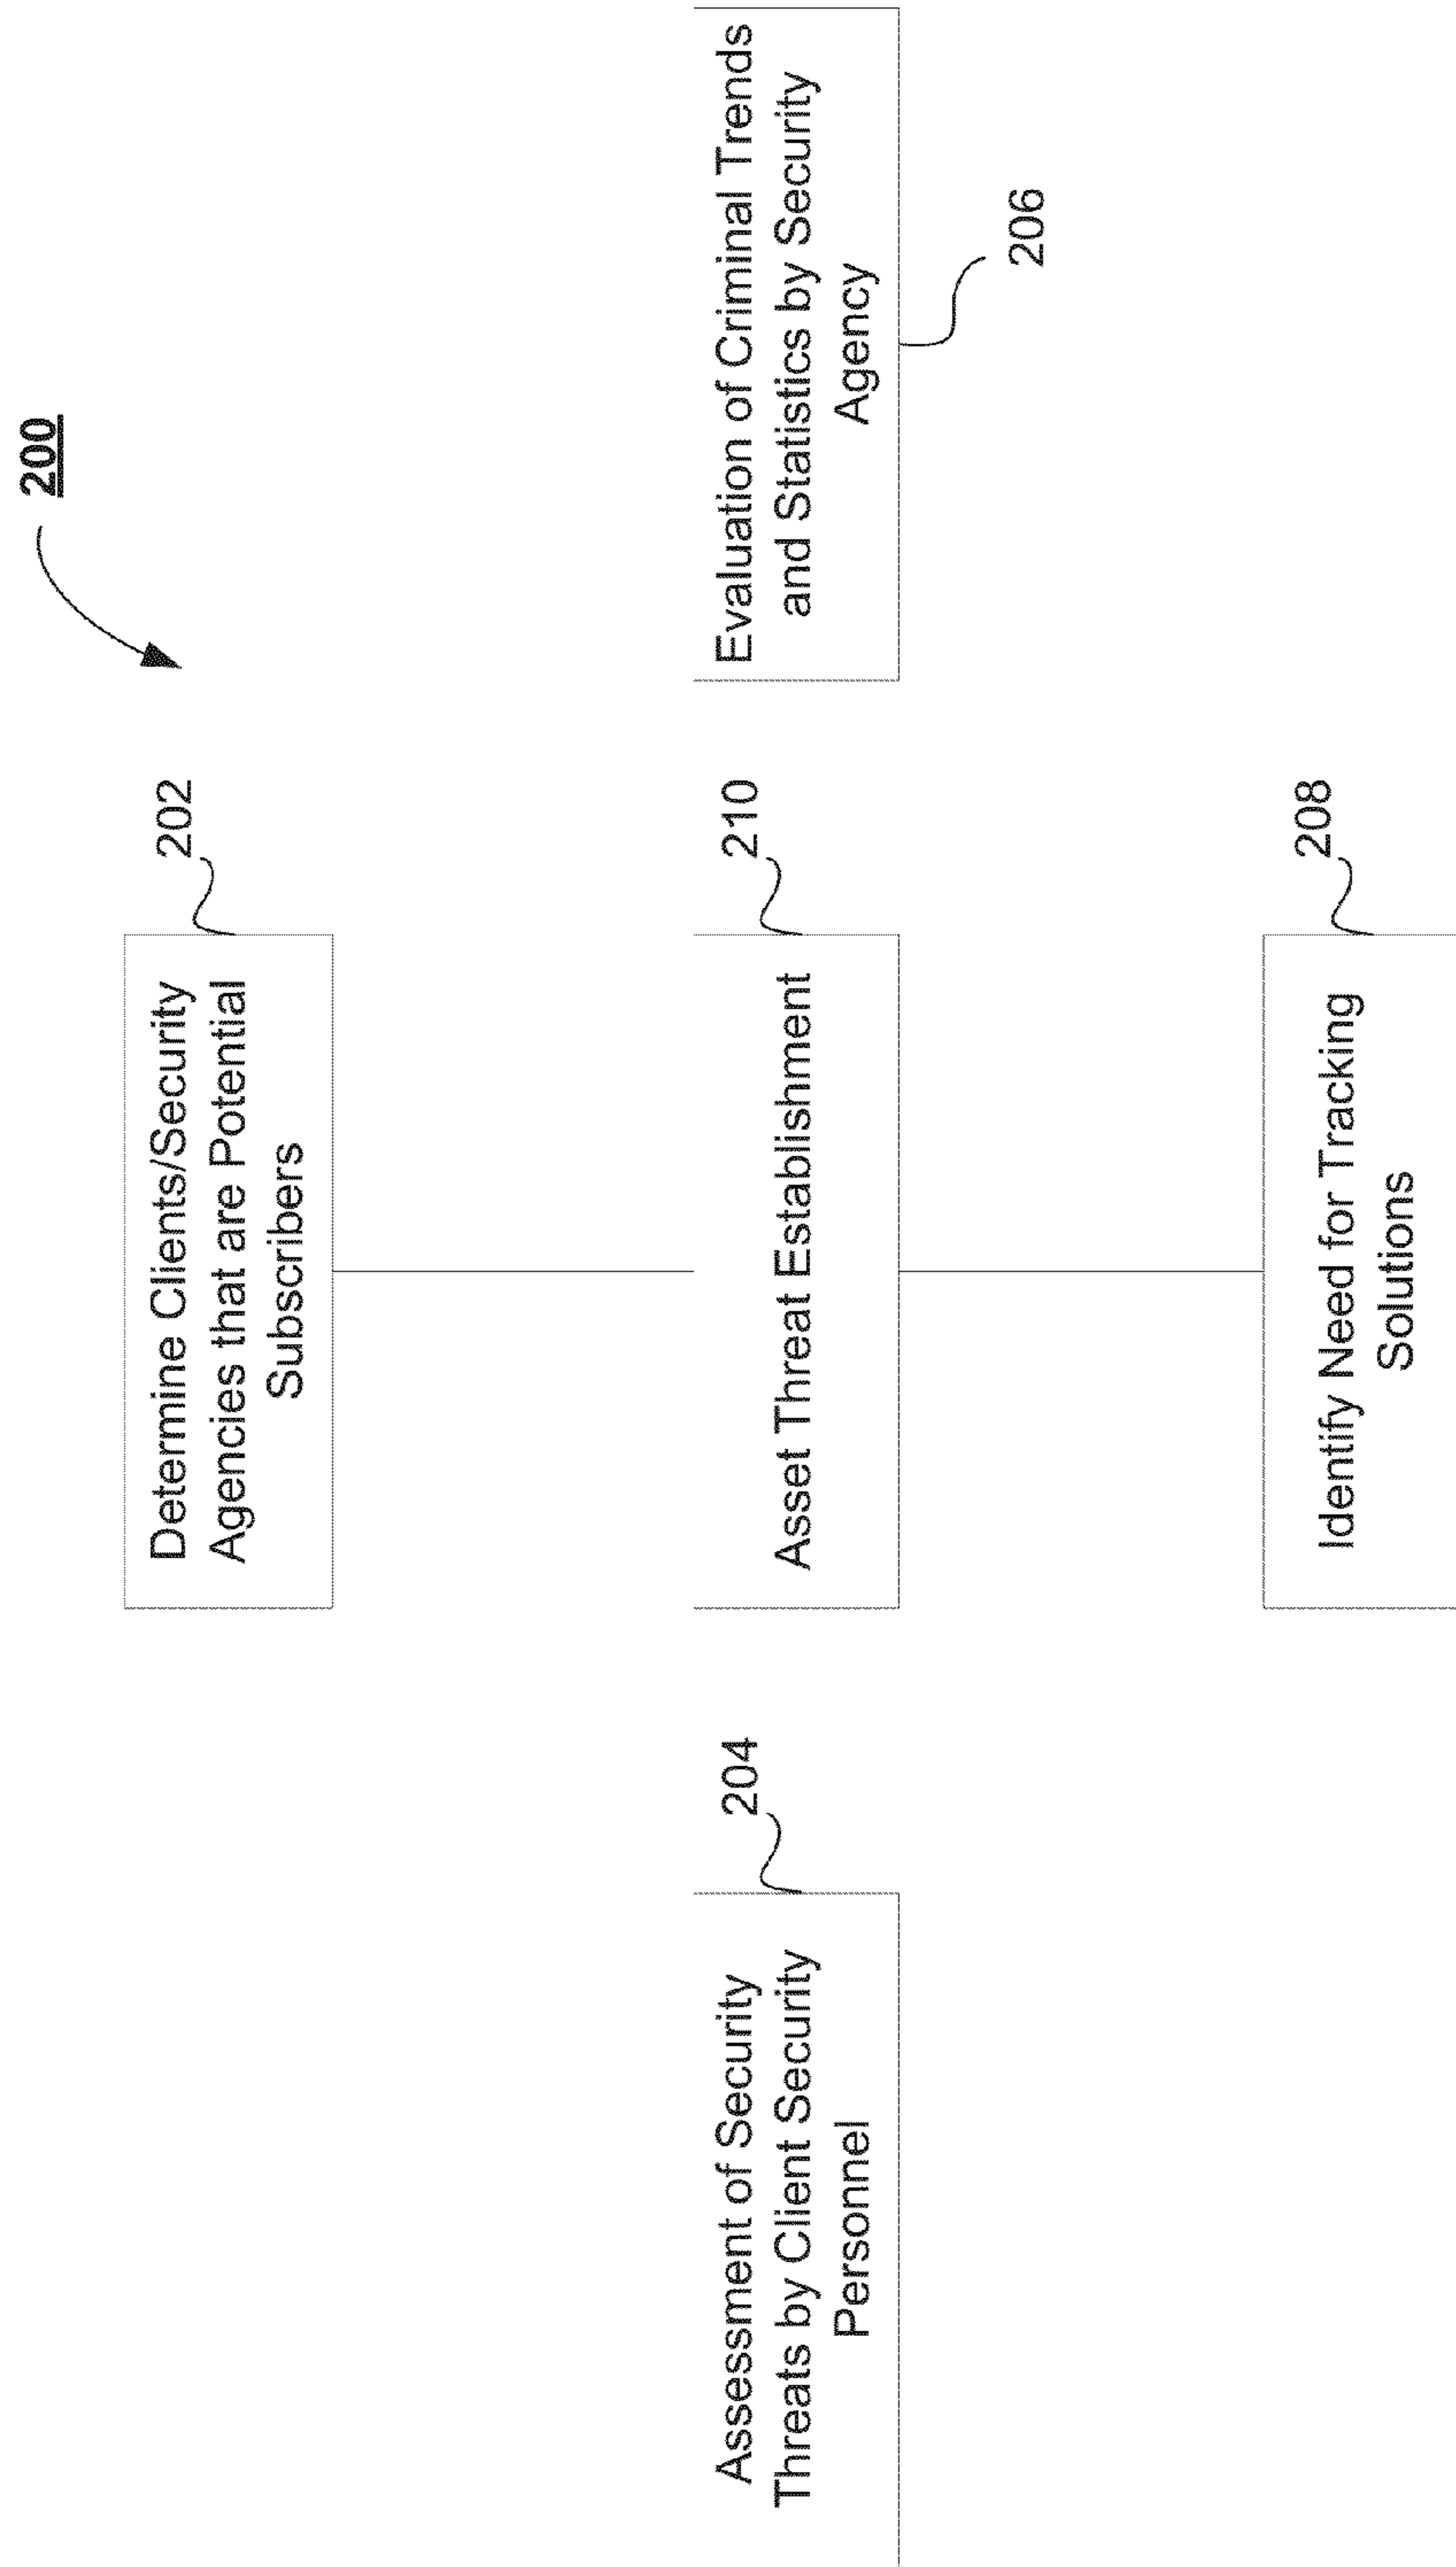 200
Determine Clients/Security
Agencies that are Potential
Subscribers
202
Assessment of Security
Threats by Client Security
Personnel
204
Asset Threat Establishment
210
Evaluation of Criminal Trends
and Statistics by Security
Agency
206
Identify Need for Tracking
Solutions
208